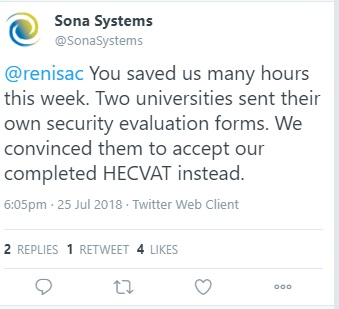 Sona Systems
@SonaSystems
@renisac You saved us many hours
this week. Two universities sent their
own security evaluation forms. We
convinced them to accept our
completed HECVAT instead.
6:05pm · 25 Jul 2018 · Twitter Web Client
2 REPLIES 1 RETWEET 4 LIKES